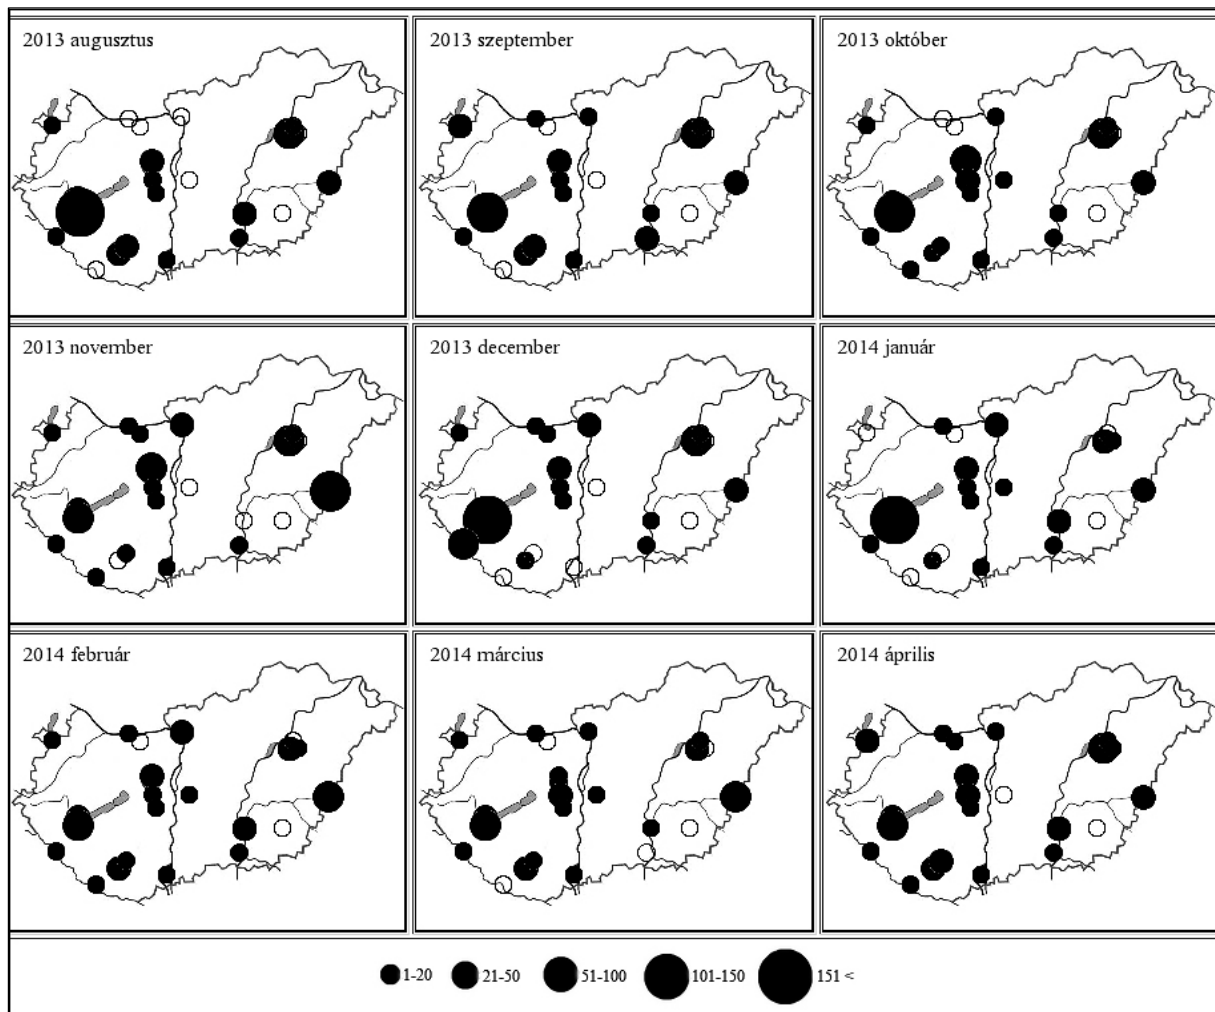 2013 augusztus
2013 szeptember
2013 október
2013 november
2013 december
2014 január
2014 február
2014 március
2014 április
1-20 21-50 51-100 101-150 151 <